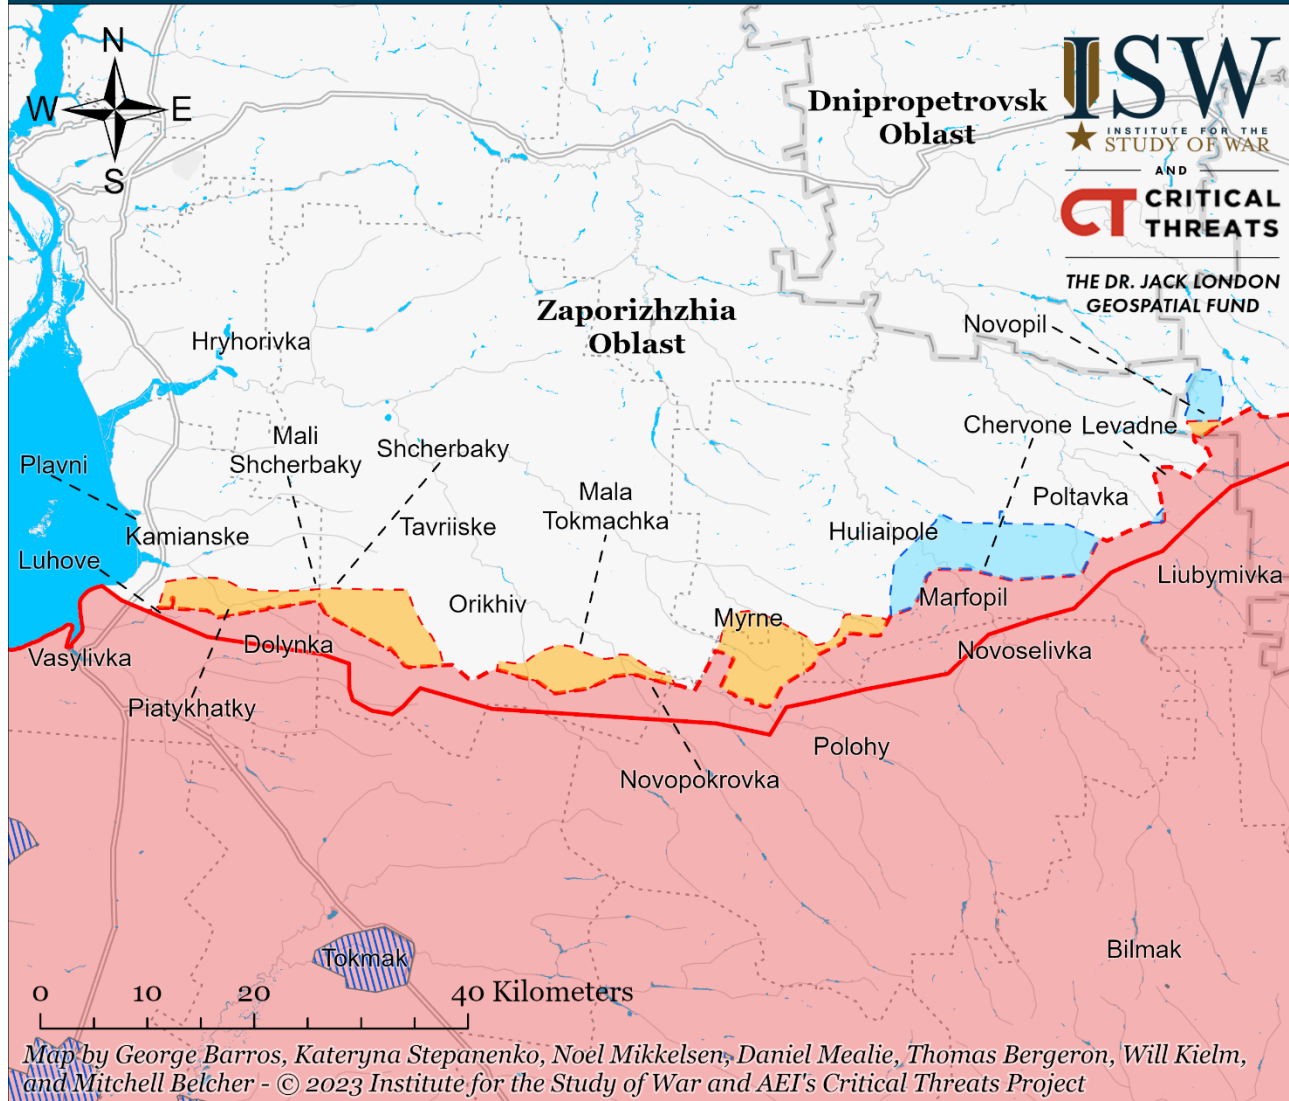 N
W
E
S
Dnipropetrovsk
Oblast
ISW
INSTITUTE FOR THE
STUDY OF WAR
AND
CT CRITICAL
THREATS
THE DR. JACK LONDON
GEOSPATIAL FUND
Zaporizhzhia
Oblast
Novopil
Hryhorivka
Chervone
Levadne
Mali
Shcherbaky
Shcherbaky
Plavni
Mala
Tokmachka
Poltavka
Kamianske
Tavriiske
Huliaipole
Luhove
Liubymivka
Orikhiv
Marfopil
Myrne
Dolynka
Novoselivka
Vasylivka
Piatykhatky
Polohy
Novopokrovka
Bilmak
Tokmak
0 10 20 40 Kilometers
Map by George Barros, Kateryna Stepanenko, Noel Mikkelsen, Daniel Mealie, Thomas Bergeron, Will Kielm,
and Mitchell Belcher - © 2023 Institute for the Study of War and AEI's Critical Threats Project